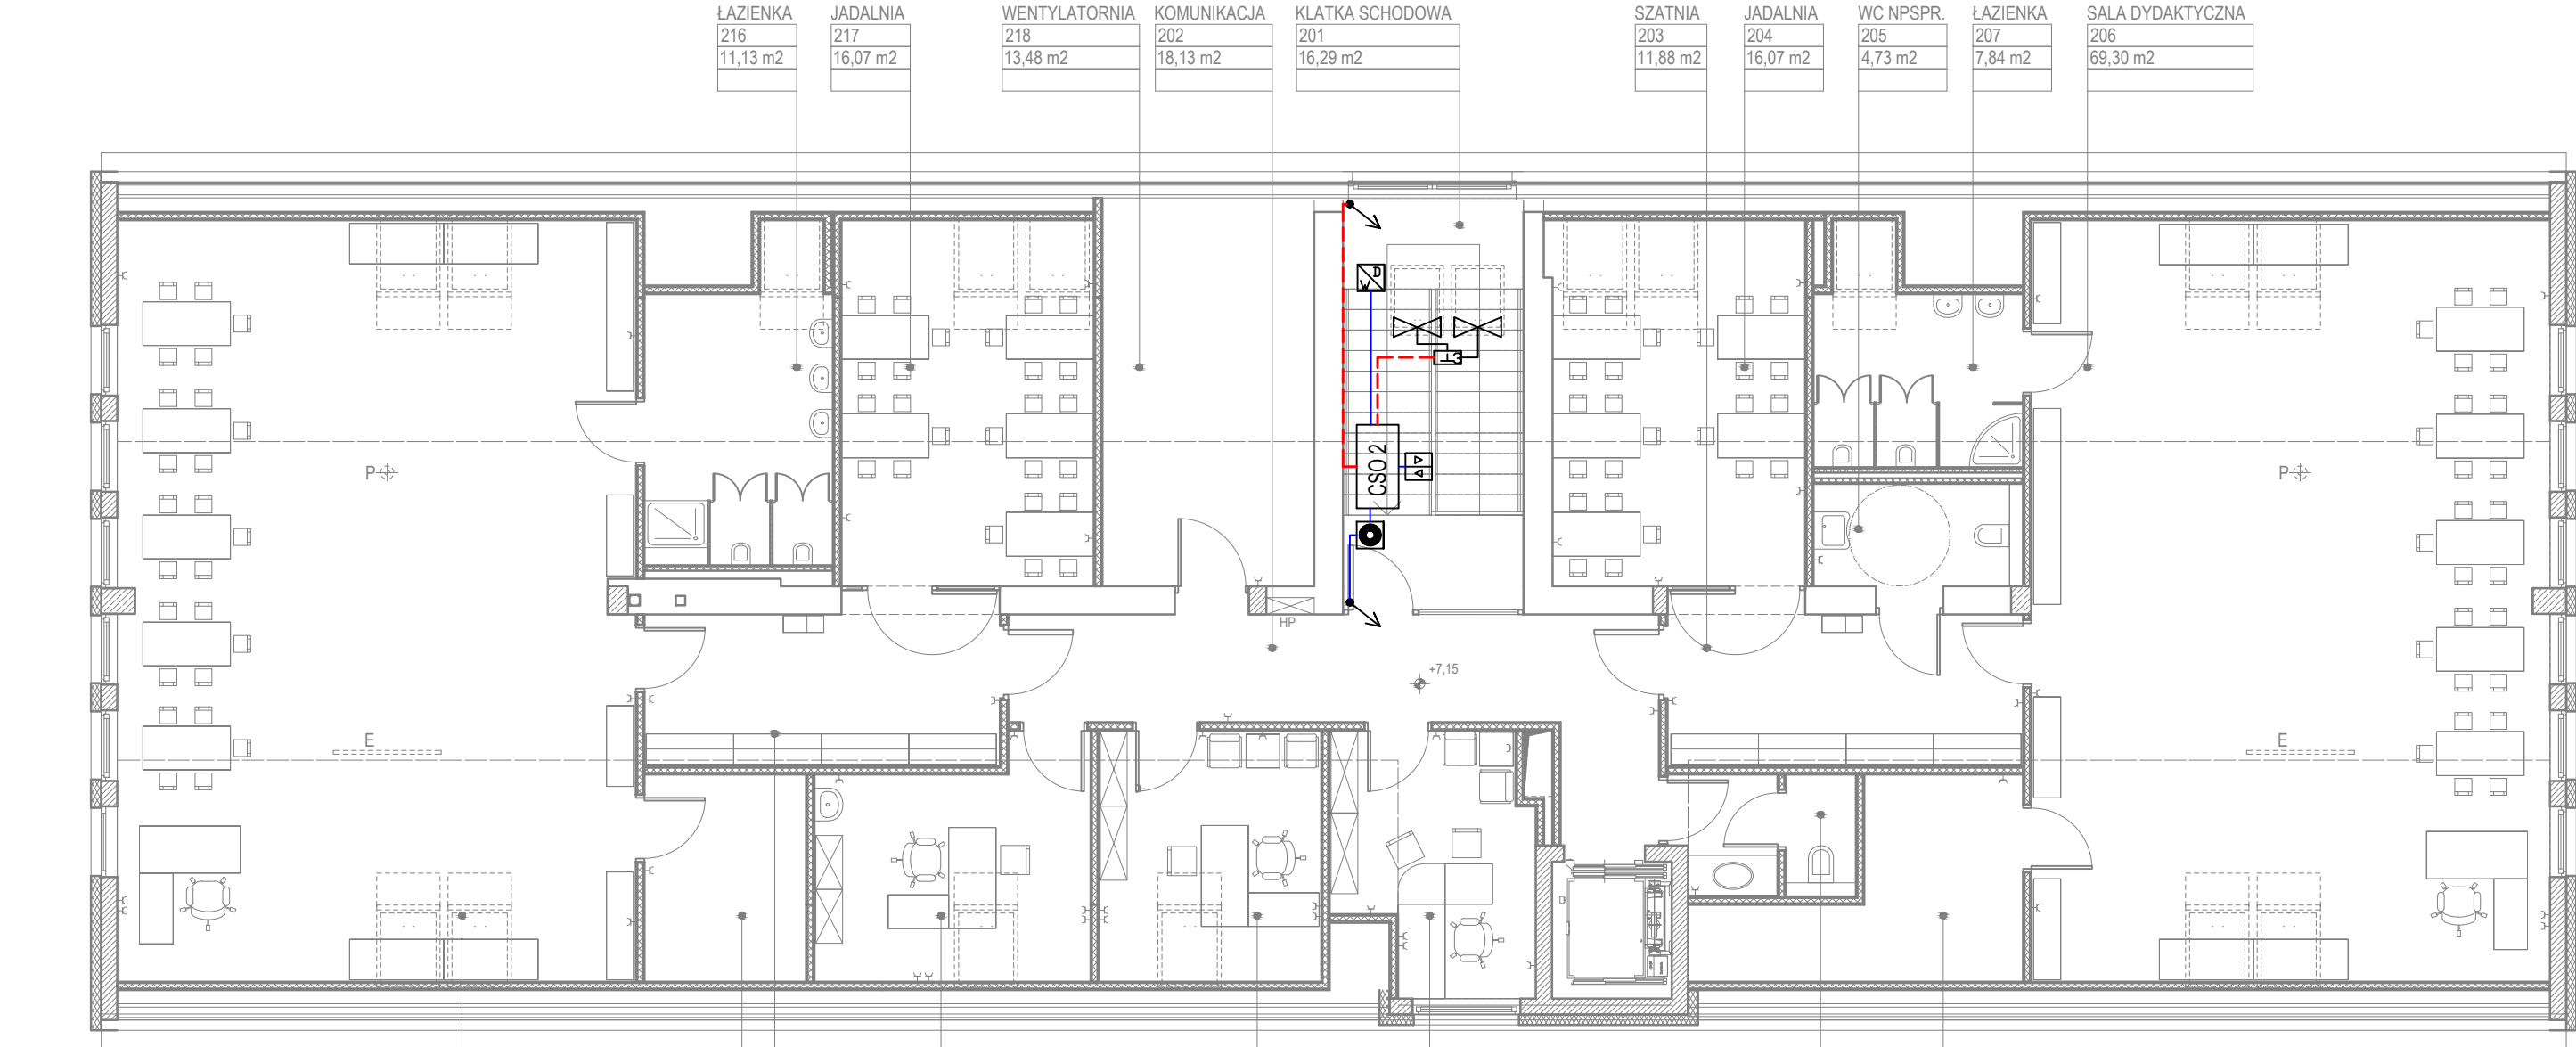 ŁAZIENKA
216
11,13 m2
JADALNIA
217
16,07 m2
WENTYLATORNIA
218
13,48 m2
KOMUNIKACJA
202
18,13 m2
KLATKA SCHODOWA
201
16,29 m2
SZATNIA
203
11,88 m2
JADALNIA
204
16,07 m2
WC NPSPR.
205
4,73 m2
ŁAZIENKA
207
7,84 m2
SALA DYDAKTYCZNA
206
69,30 m2
P
W
Ł3
CSO 2
P
P
HP
+7,15
E
E